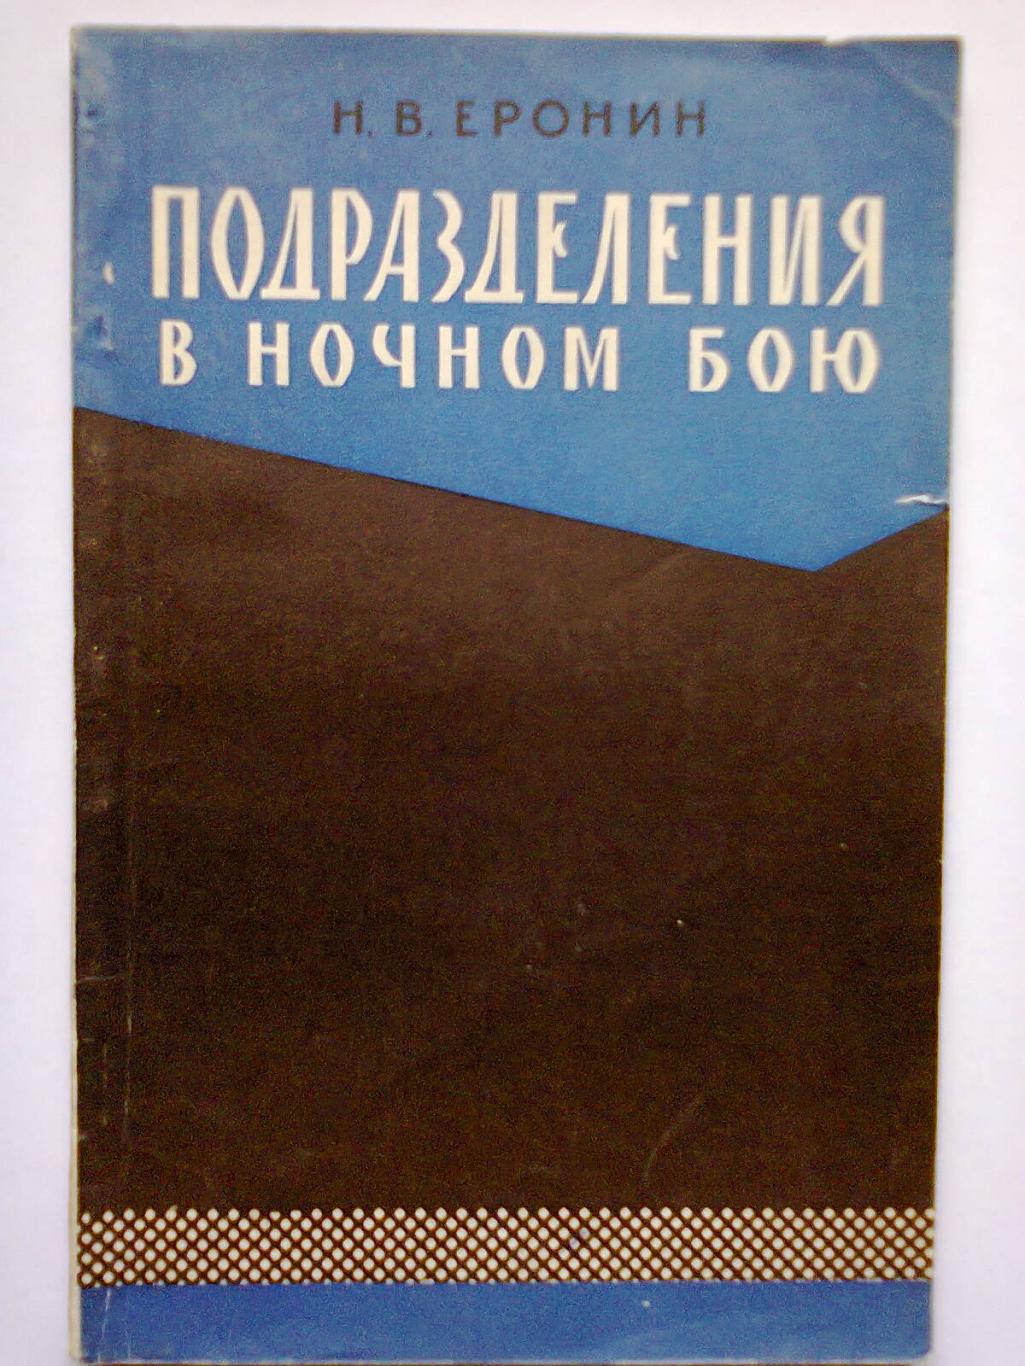 Н. В. ЕРОНИН
ПОДРАЗДЕЛЕНИЯ
В НОЧНОМ БОЮ